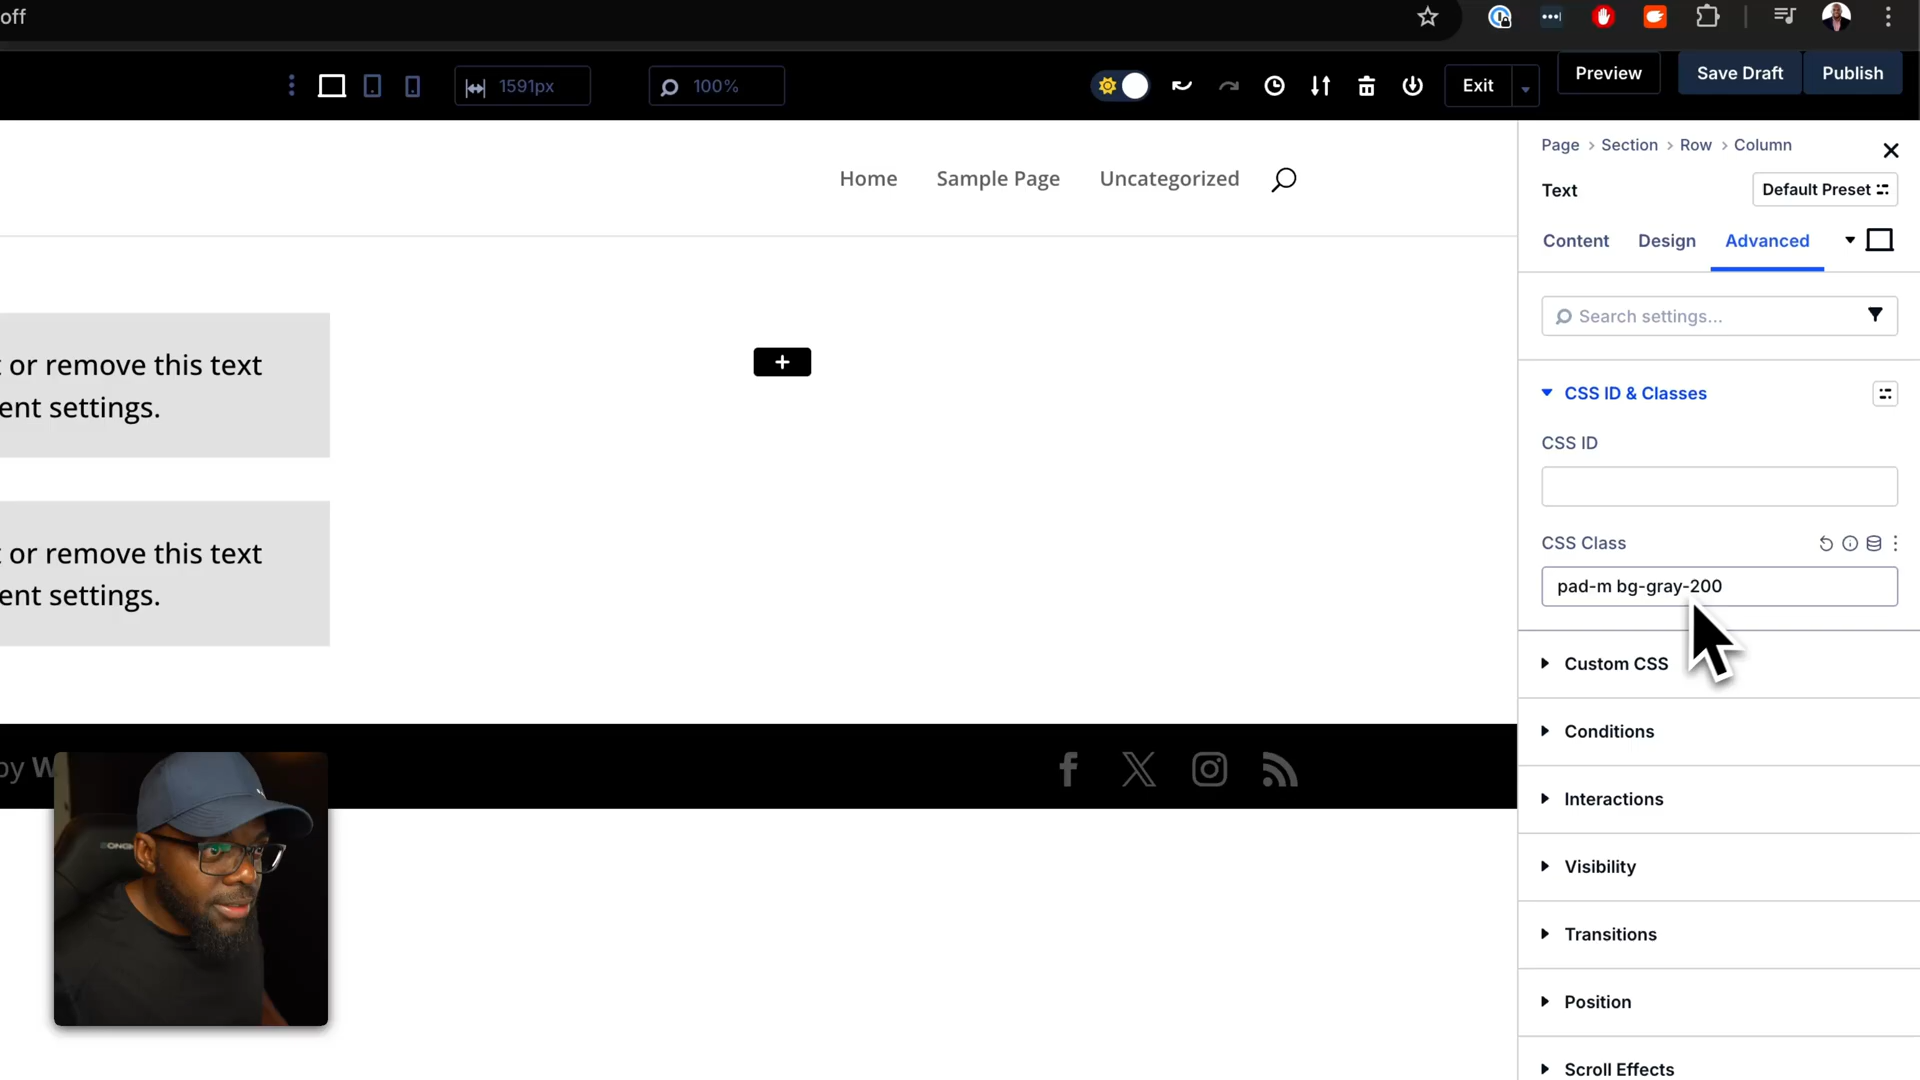 off
1591px
100%
Exit
Preview
Save Draft
Publish
Home
Sample Page
Uncategorized
t or remove this text
ent settings.
t or remove this text
ent settings.
by W
Page > Section > Row > Column
Text
Default Preset
Content
Design
Advanced
Search settings...
CSS ID & Classes
CSS ID
CSS Class
pad-m bg-gray-200
Custom CSS
Conditions
Interactions
Visibility
Transitions
Position
Scroll Effects